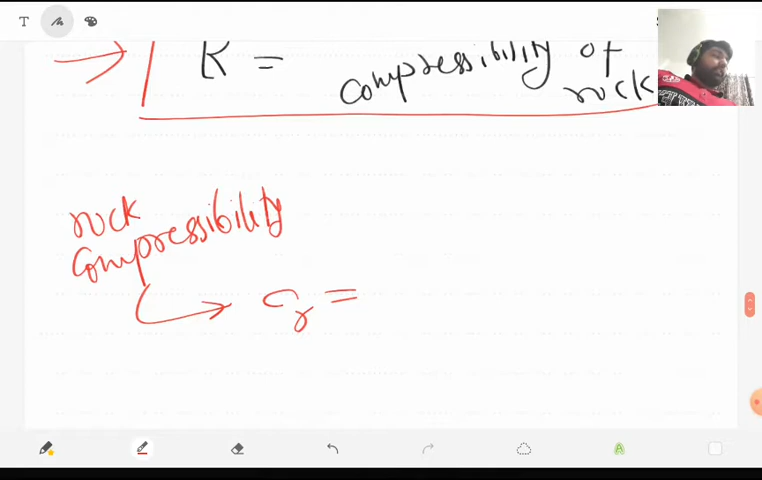 K = compressibility of
rock
rock
compressibility
Cr =
T
A